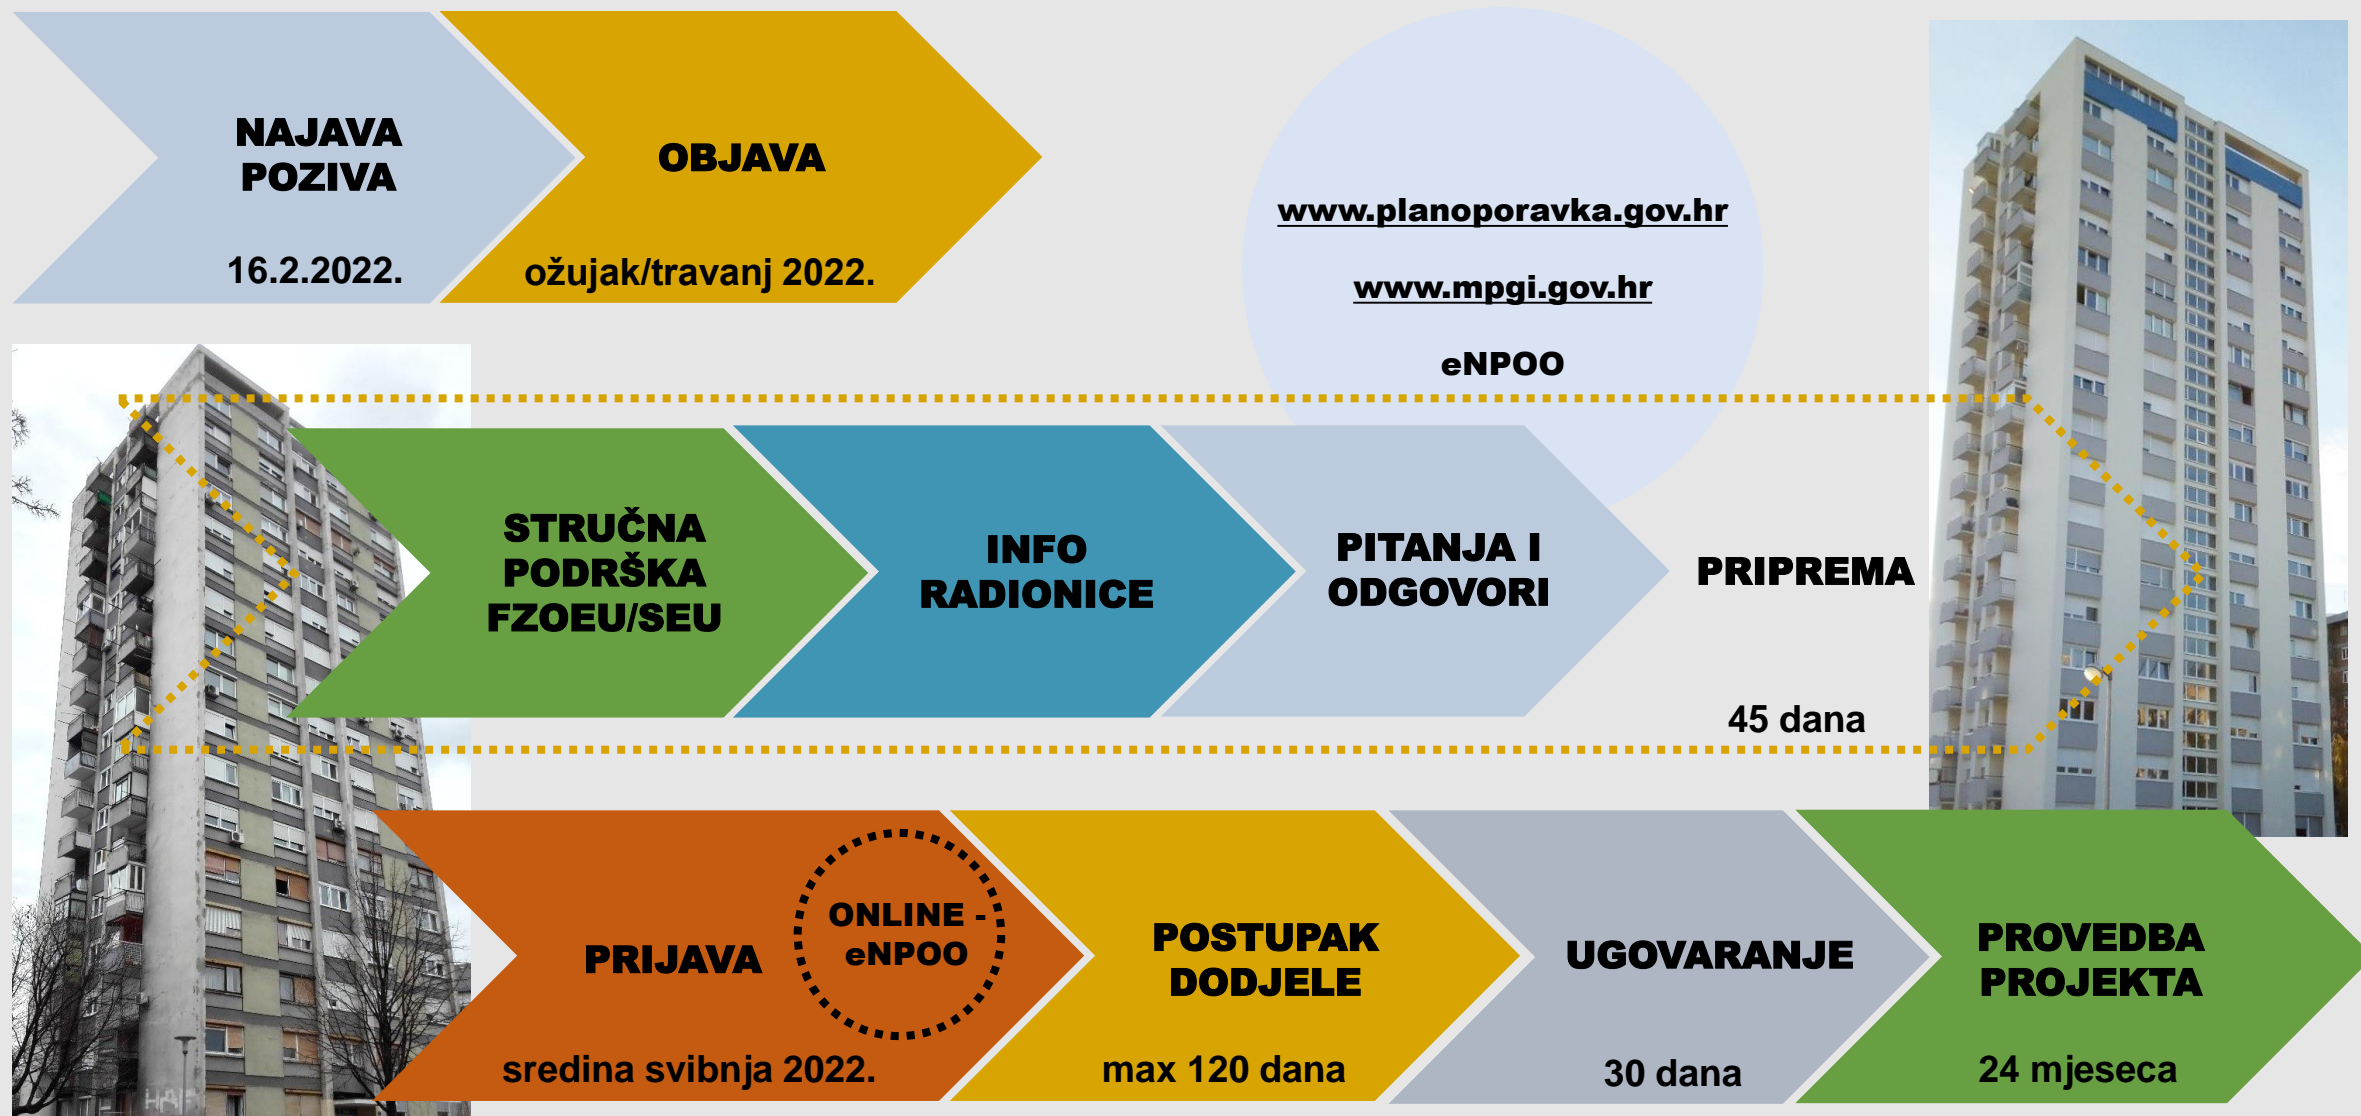 NAJAVA
POZIVA
16.2.2022.
OBJAVA
ožujak/travanj 2022.
www.planoporavka.gov.hr
www.mpgi.gov.hr
eNPOO
STRUČNA
PODRŠKA
FZOEU/SEU
INFO
RADIONICE
PITANJA I
ODGOVORI
PRIPREMA
45 dana
PRIJAVA
ONLINE -
eNPOO
sredina svibnja 2022.
POSTUPAK
DODJELE
max 120 dana
UGOVARANJE
30 dana
PROVEDBA
PROJEKTA
24 mjeseca